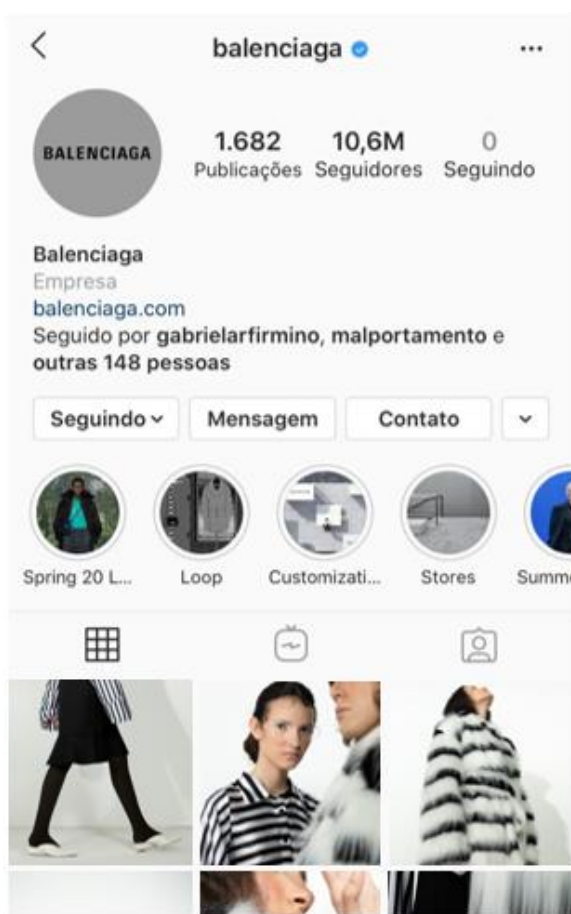 balenciaga
BALENCIAGA
1.682 10,6M 0
Publicações Seguidores Seguindo
Balenciaga
Empresa
balenciaga.com
Seguido por gabrielarfirmino, malportamento e
outras 148 pessoas
Seguindo Mensagem Contato
Spring 20 L... Loop Customizati... Stores Summe